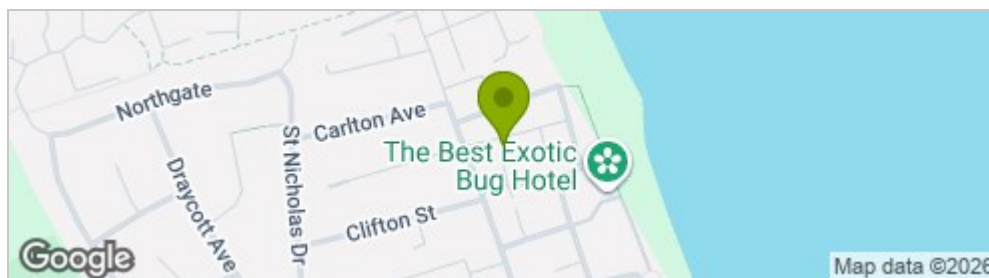 Northgate
Carlton Ave
St Nicholas Dr
Draycott Ave
The Best Exotic
Bug Hotel
Clifton St
Google
Map data ©2026